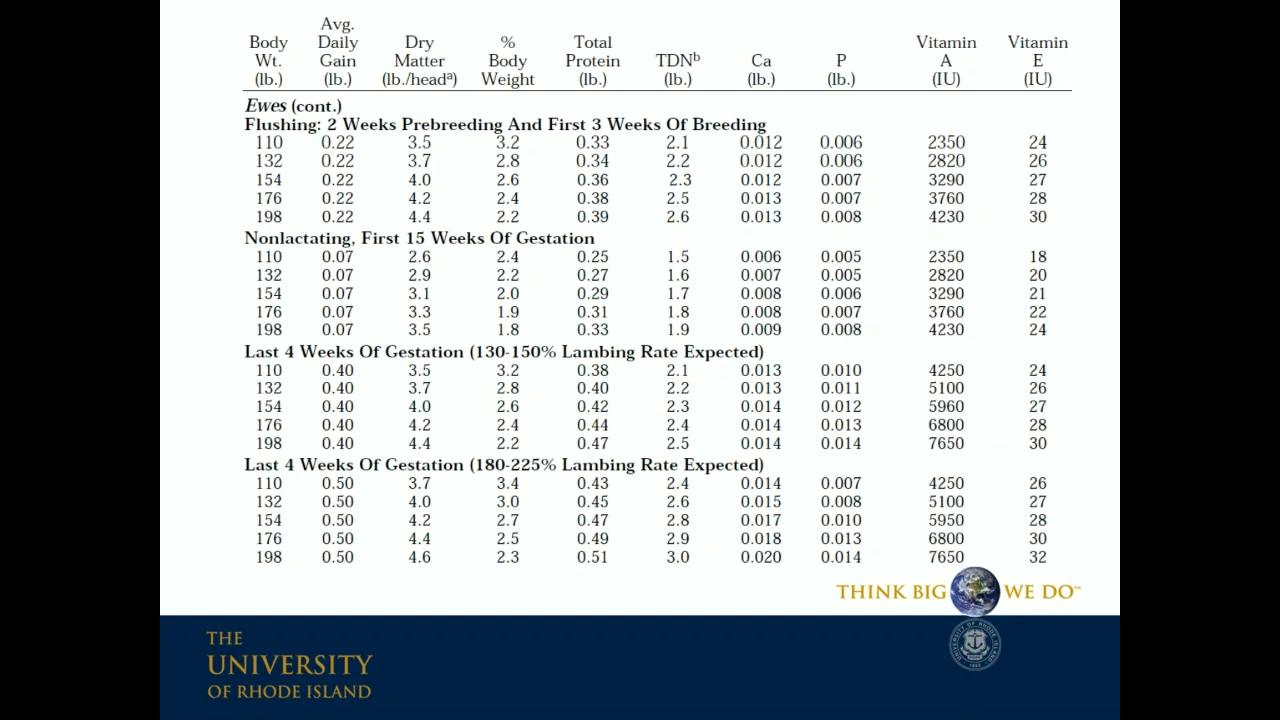 Avg.
Body Daily Dry % Total Vitamin Vitamin
Wt. Gain Matter Body Protein TDNᵇ Ca P A E
(lb.) (lb.) (lb./headᵃ) Weight (lb.) (lb.) (lb.) (lb.) (IU) (IU)
Ewes (cont.)
Flushing: 2 Weeks Prebreeding And First 3 Weeks Of Breeding
110 0.22 3.5 3.2 0.33 2.1 0.012 0.006 2350 24
132 0.22 3.7 2.8 0.34 2.2 0.012 0.006 2820 26
154 0.22 4.0 2.6 0.36 2.3 0.012 0.007 3290 27
176 0.22 4.2 2.4 0.38 2.5 0.013 0.007 3760 28
198 0.22 4.4 2.2 0.39 2.6 0.013 0.008 4230 30
Nonlactating, First 15 Weeks Of Gestation
110 0.07 2.6 2.4 0.25 1.5 0.006 0.005 2350 18
132 0.07 2.9 2.2 0.27 1.6 0.007 0.005 2820 20
154 0.07 3.1 2.0 0.29 1.7 0.008 0.006 3290 21
176 0.07 3.3 1.9 0.31 1.8 0.008 0.007 3760 22
198 0.07 3.5 1.8 0.33 1.9 0.009 0.008 4230 24
Last 4 Weeks Of Gestation (130-150% Lambing Rate Expected)
110 0.40 3.5 3.2 0.38 2.1 0.013 0.010 4250 24
132 0.40 3.7 2.8 0.40 2.2 0.013 0.011 5100 26
154 0.40 4.0 2.6 0.42 2.3 0.014 0.012 5960 27
176 0.40 4.2 2.4 0.44 2.4 0.014 0.013 6800 28
198 0.40 4.4 2.2 0.47 2.5 0.014 0.014 7650 30
Last 4 Weeks Of Gestation (180-225% Lambing Rate Expected)
110 0.50 3.7 3.4 0.43 2.4 0.014 0.007 4250 26
132 0.50 4.0 3.0 0.45 2.6 0.015 0.008 5100 27
154 0.50 4.2 2.7 0.47 2.8 0.017 0.010 5950 28
176 0.50 4.4 2.5 0.49 2.9 0.018 0.013 6800 30
198 0.50 4.6 2.3 0.51 3.0 0.020 0.014 7650 32
THINK BIG WE DO℠
THE
UNIVERSITY
OF RHODE ISLAND
UNIVERSITY OF RHODE ISLAND
1892